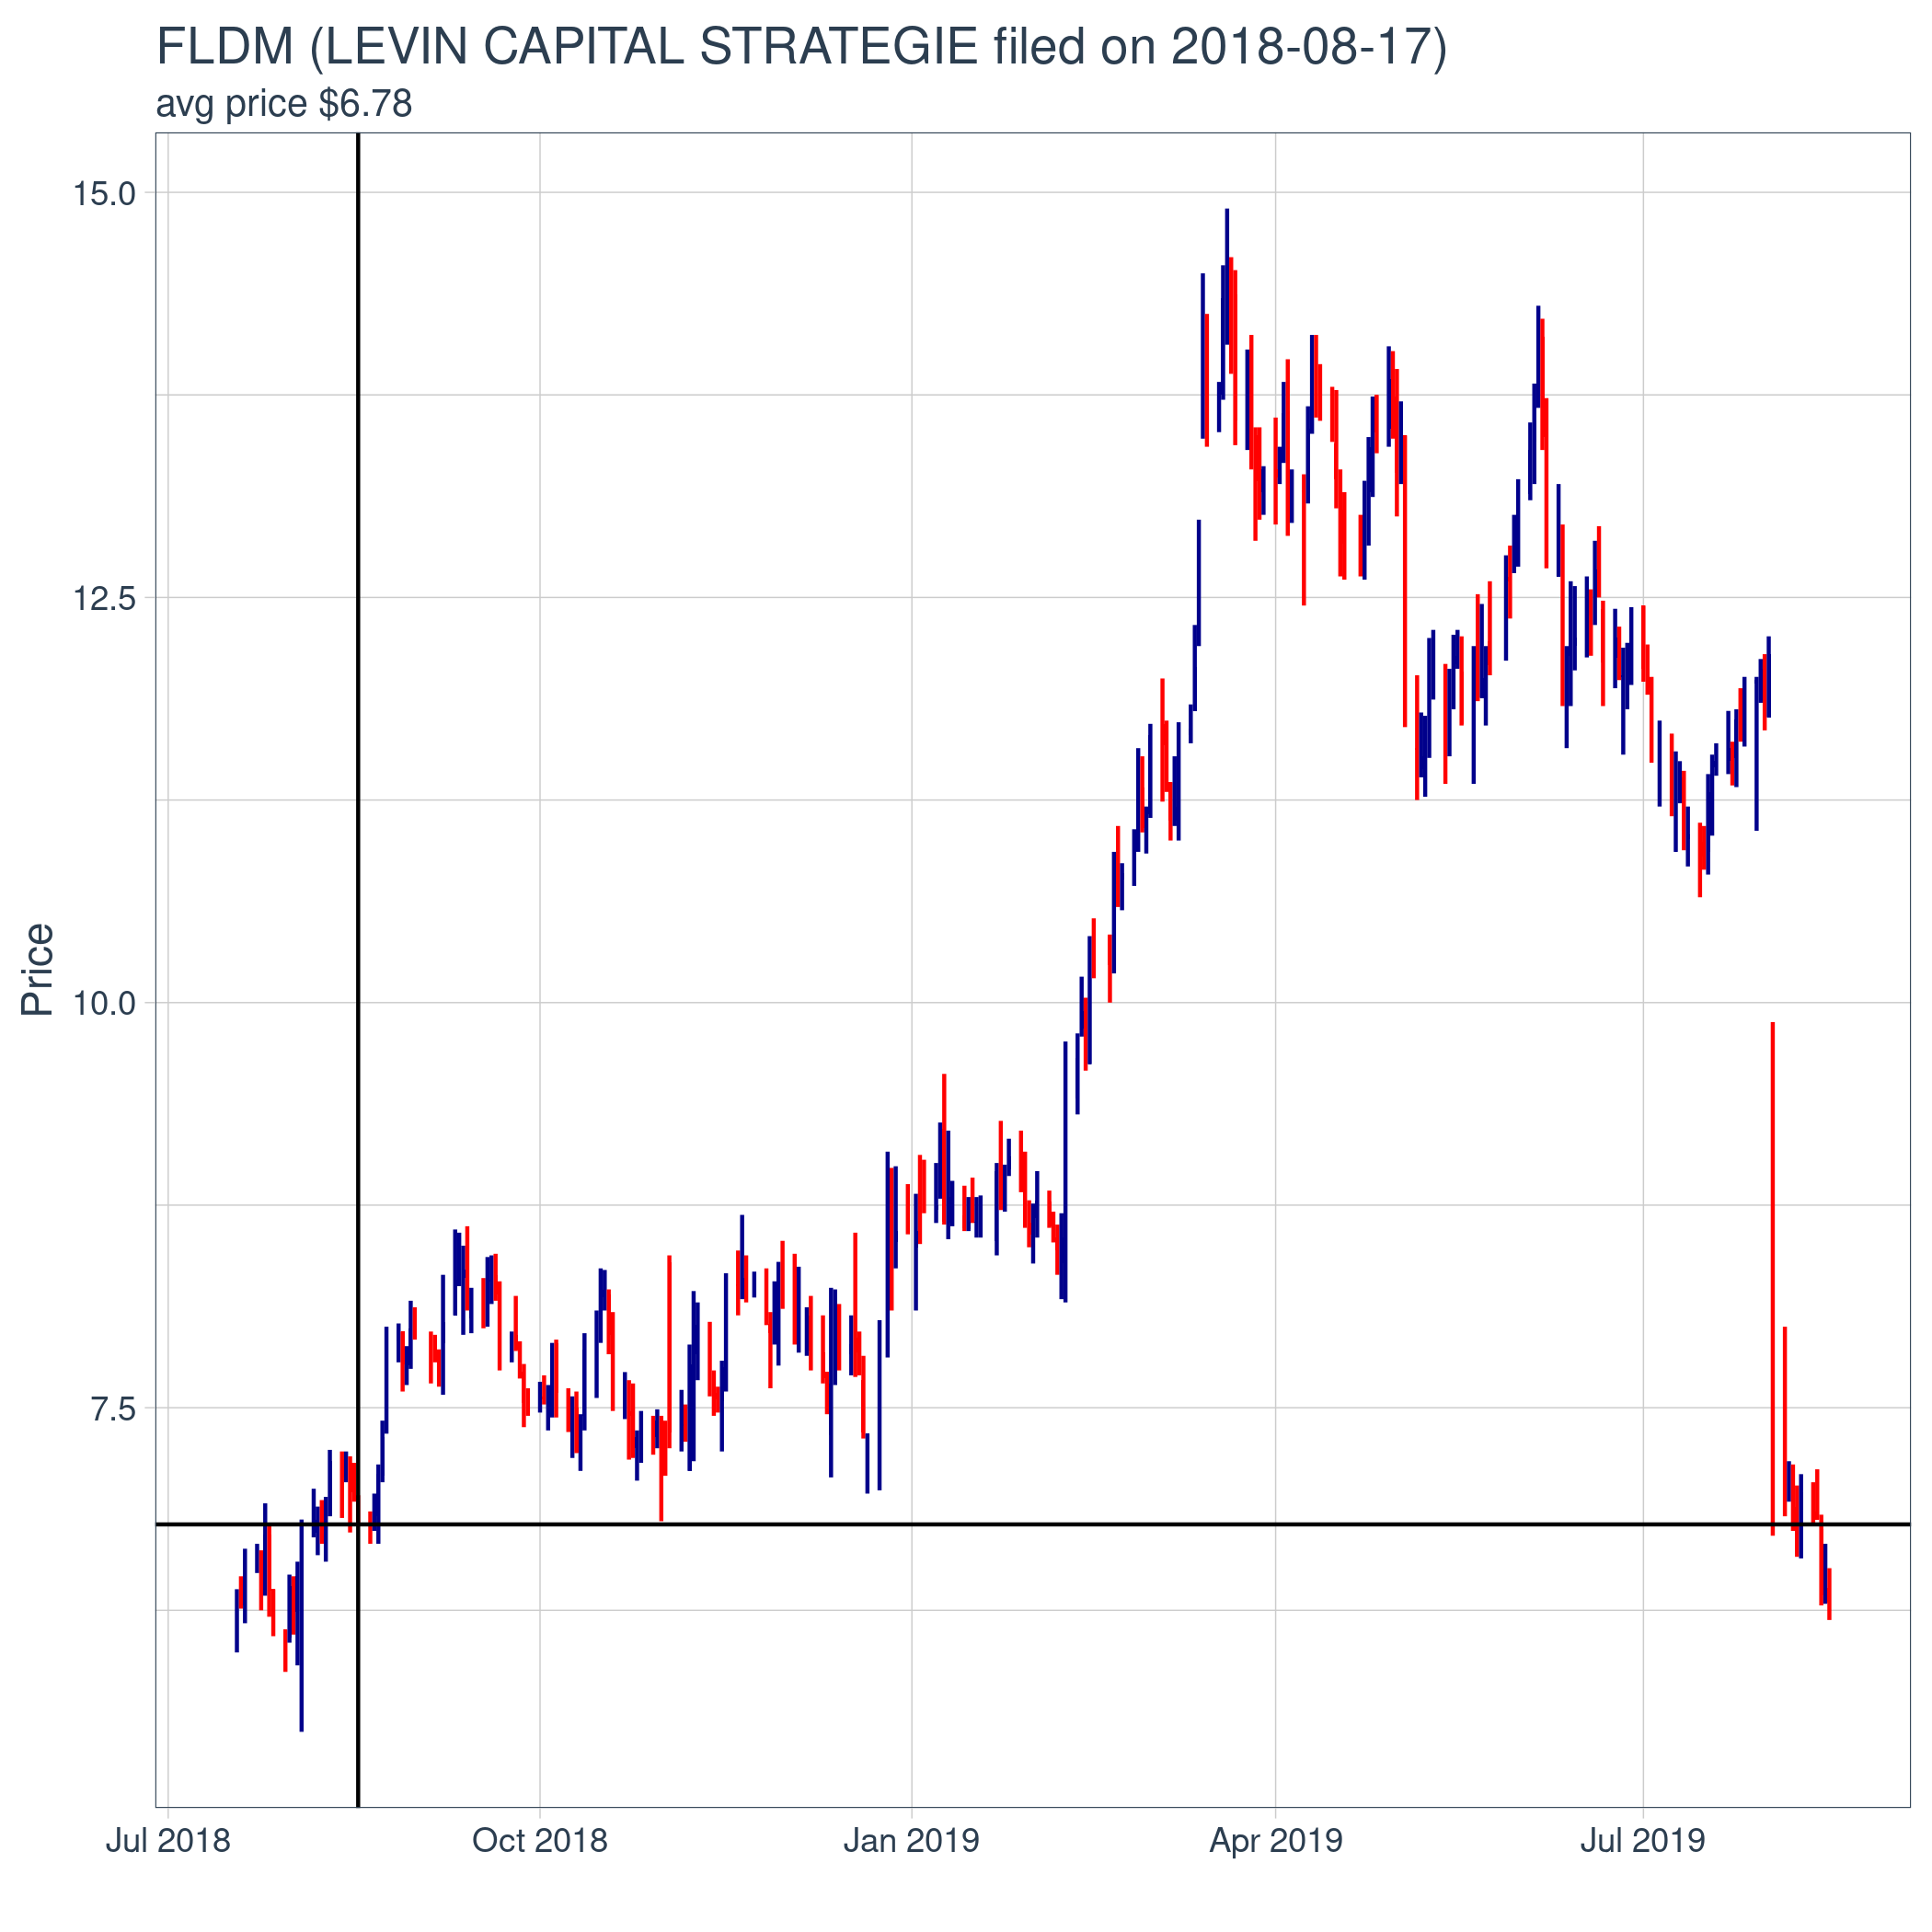 FLDM (LEVIN CAPITAL STRATEGIE filed on 2018-08-17)
avg price $6.78
15.0
12.5
10.0
7.5
Price
Jul 2018 Oct 2018 Jan 2019 Apr 2019 Jul 2019